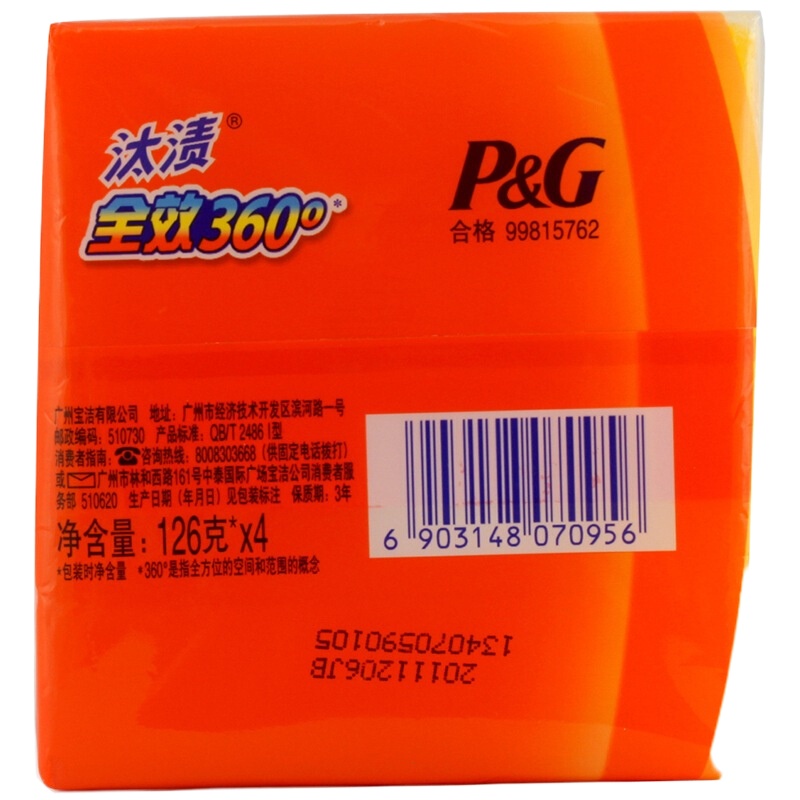 汰渍®
全效360°*
P&G
合格 99815762
广州宝洁有限公司 地址:广州市经济技术开发区滨河路一号
邮政编码:510730 产品标准:QB/T 2486 I型
消费者指南:☎咨询热线:8008303668(供固定电话拨打)
或✉广州市林和西路161号中泰国际广场宝洁公司消费者服
务部 510620 生产日期(年月日)见包装标注 保质期:3年
净含量:126克*x4
*包装时净含量 *360°是指全方位的空间和范围的概念
6 903148 070956
20111206JB
134070590105